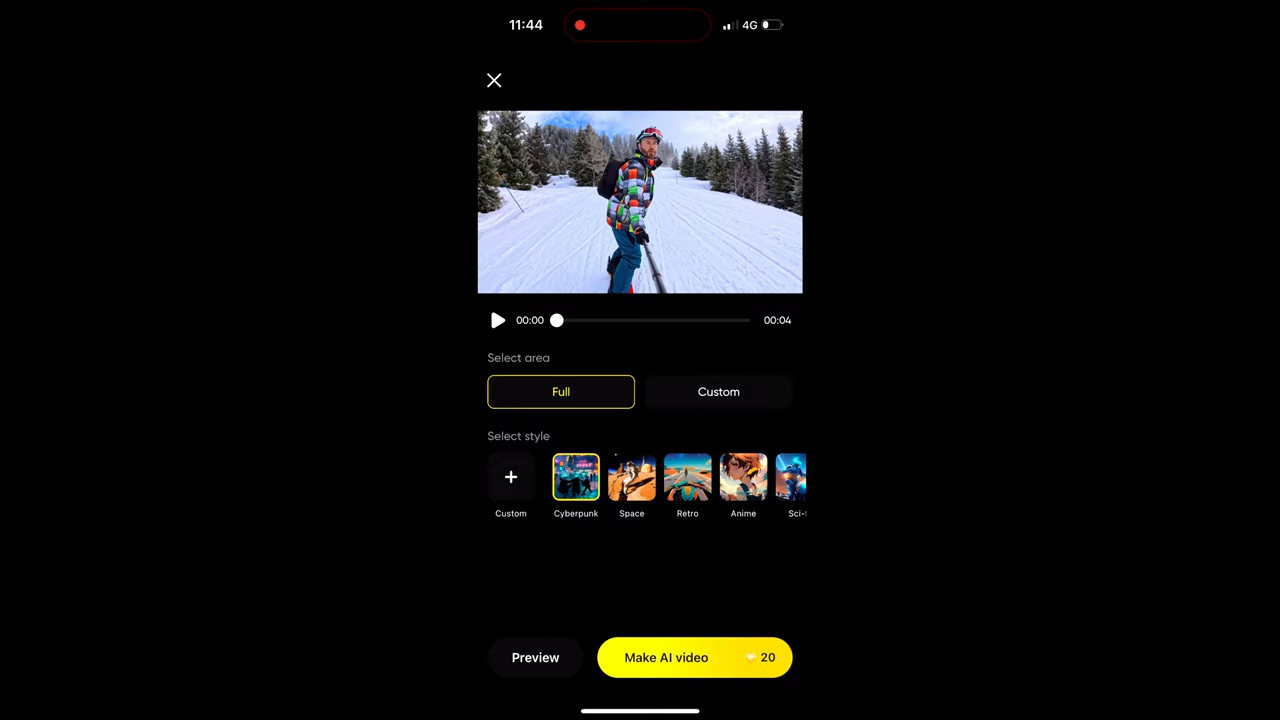 11:44 4G
00:00 00:04
Select area
Full Custom
Select style
Custom Cyberpunk Space Retro Anime Sci-
Preview Make AI video 20